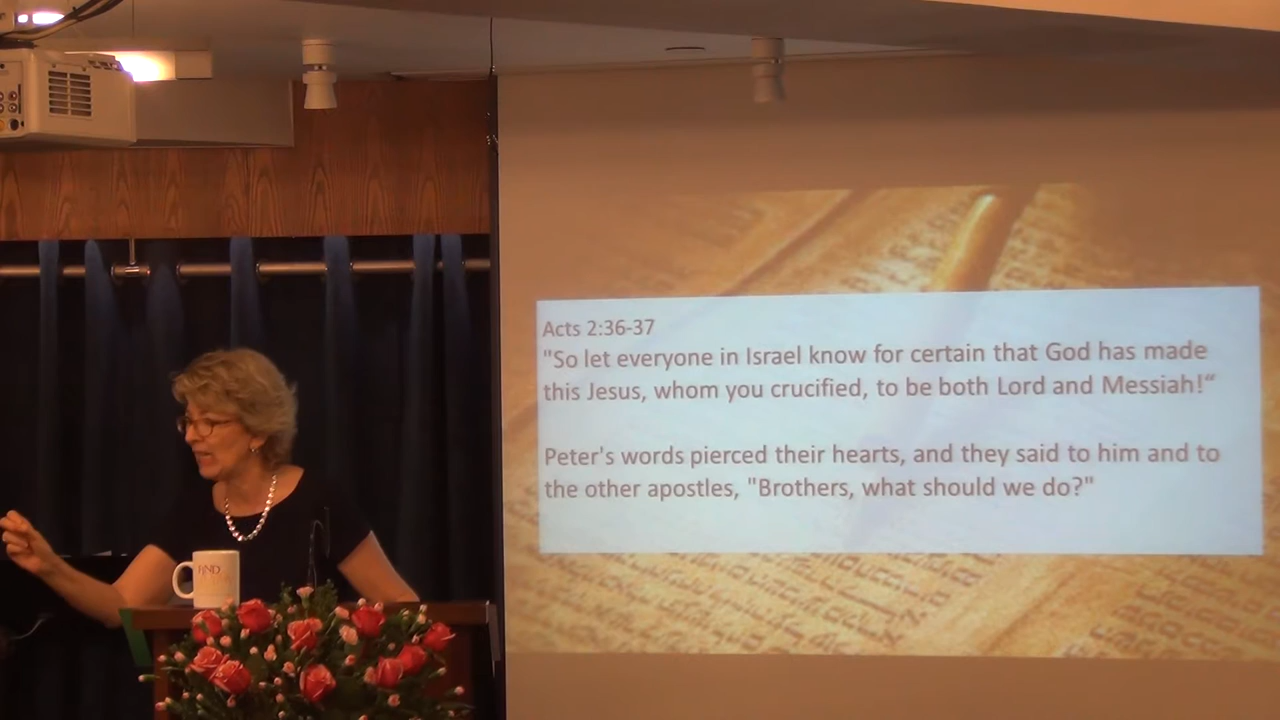 Acts 2:36-37
"So let everyone in Israel know for certain that God has made
this Jesus, whom you crucified, to be both Lord and Messiah!“
Peter's words pierced their hearts, and they said to him and to
the other apostles, "Brothers, what should we do?"